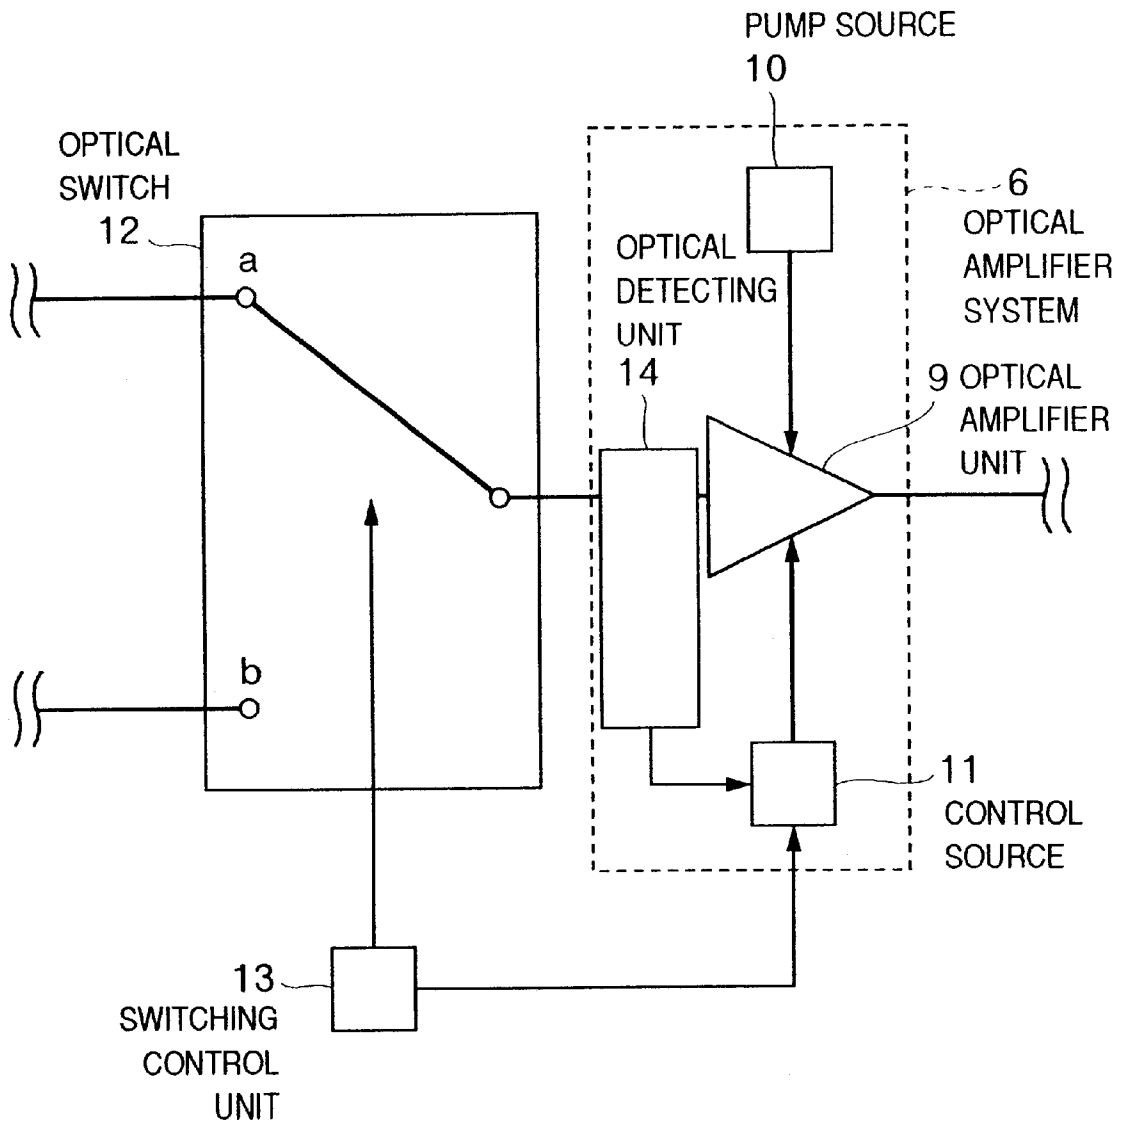 PUMP SOURCE
10
OPTICAL
SWITCH
12
a
b
OPTICAL
DETECTING
UNIT
14
6
OPTICAL
AMPLIFIER
SYSTEM
9 OPTICAL
AMPLIFIER
UNIT
11
CONTROL
SOURCE
13
SWITCHING
CONTROL
UNIT